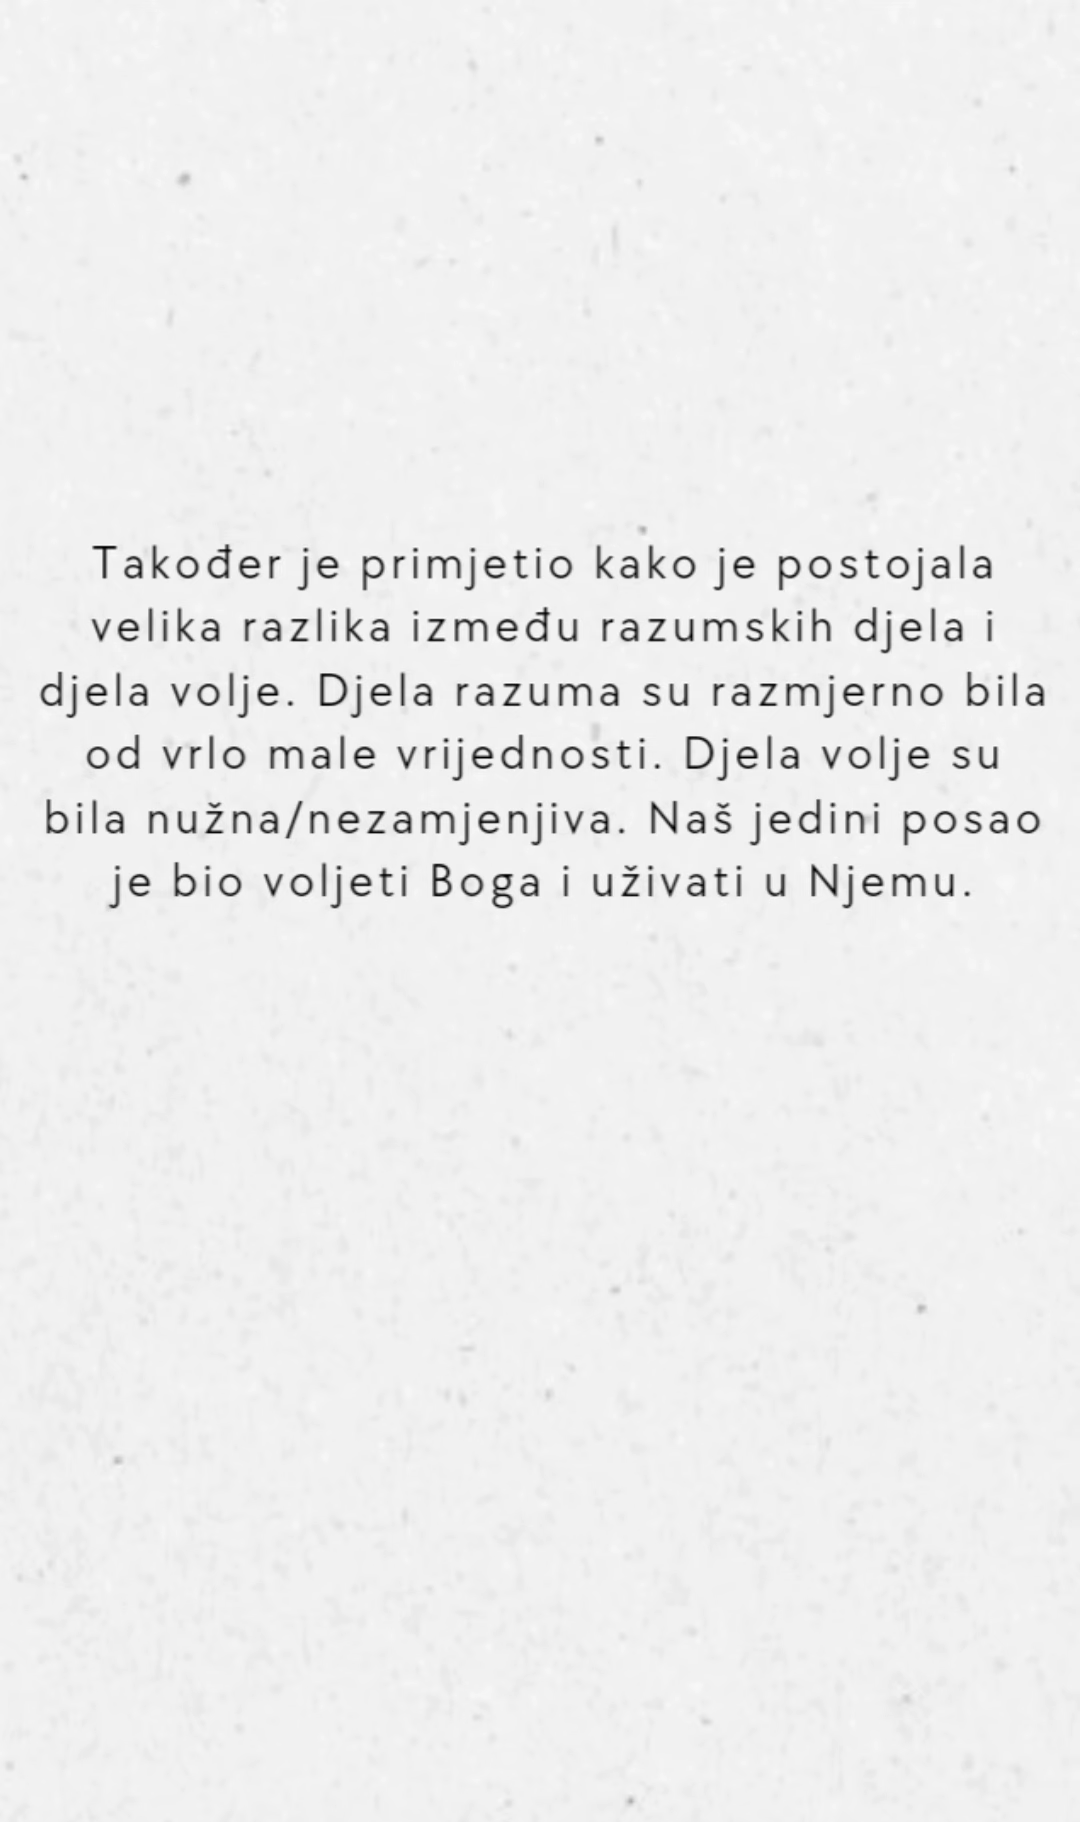 Također je primjetio kako je postojala
velika razlika između razumskih djela i
djela volje. Djela razuma su razmjerno bila
od vrlo male vrijednosti. Djela volje su
bila nužna/nezamjenjiva. Naš jedini posao
je bio voljeti Boga i uživati u Njemu.